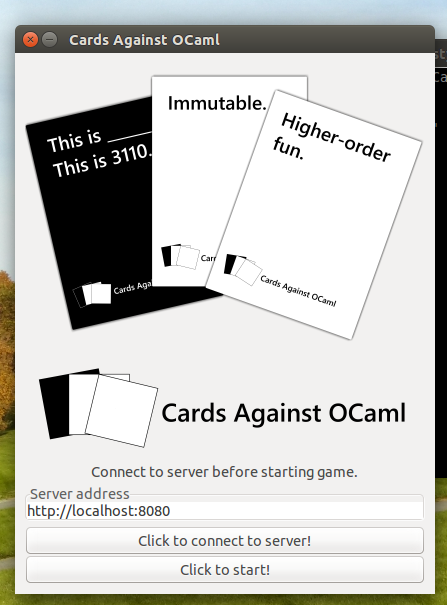 Cards Against OCaml
This is ______
This is 3110.
Immutable.
Higher-order
fun.
Cards Aga
Car
Cards Against OCaml
Cards Against OCaml
Connect to server before starting game.
Server address
http://localhost:8080
Click to connect to server!
Click to start!